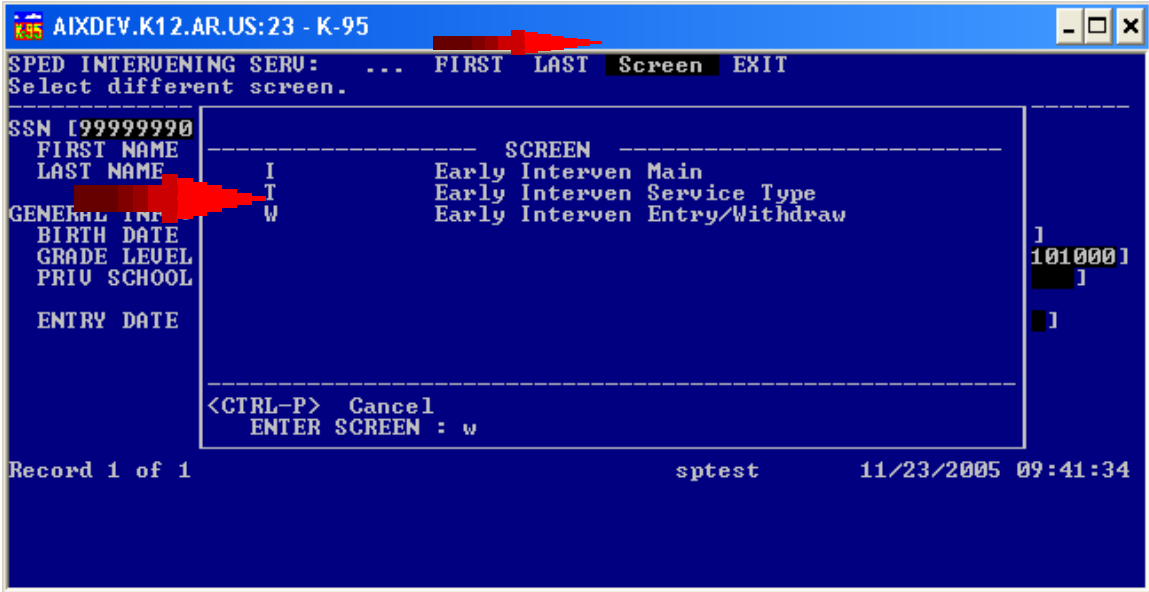 K-95 AIXDEV.K12.AR.US:23 - K-95
SPED INTERVENING SERV: ... FIRST LAST Screen EXIT
Select different screen.
SSN [99999990
FIRST NAME
SCREEN
LAST NAME
I Early Interven Main
T Early Interven Service Type
GENERAL INFO
W Early Interven Entry/Withdraw
BIRTH DATE ]
GRADE LEVEL 101000]
PRIV SCHOOL ]
ENTRY DATE ]
<CTRL-P> Cancel
ENTER SCREEN : w
Record 1 of 1 sptest 11/23/2005 09:41:34